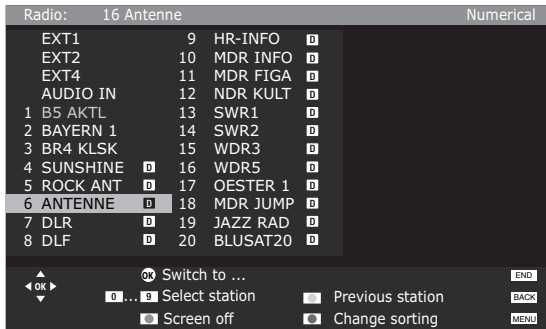 Radio: 16 Antenne Numerical
EXT1 9 HR-INFO D
EXT2 10 MDR INFO D
EXT4 11 MDR FIGA D
AUDIO IN 12 NDR KULT D
1 B5 AKTL 13 SWR1 D
2 BAYERN 1 14 SWR2 D
3 BR4 KLSK 15 WDR3 D
4 SUNSHINE D 16 WDR5 D
5 ROCK ANT D 17 OESTER 1 D
6 ANTENNE D 18 MDR JUMP D
7 DLR D 19 JAZZ RAD D
8 DLF D 20 BLUSAT20 D
OK OK Switch to ... END
0 ... 9 Select station Previous station BACK
Screen off Change sorting MENU